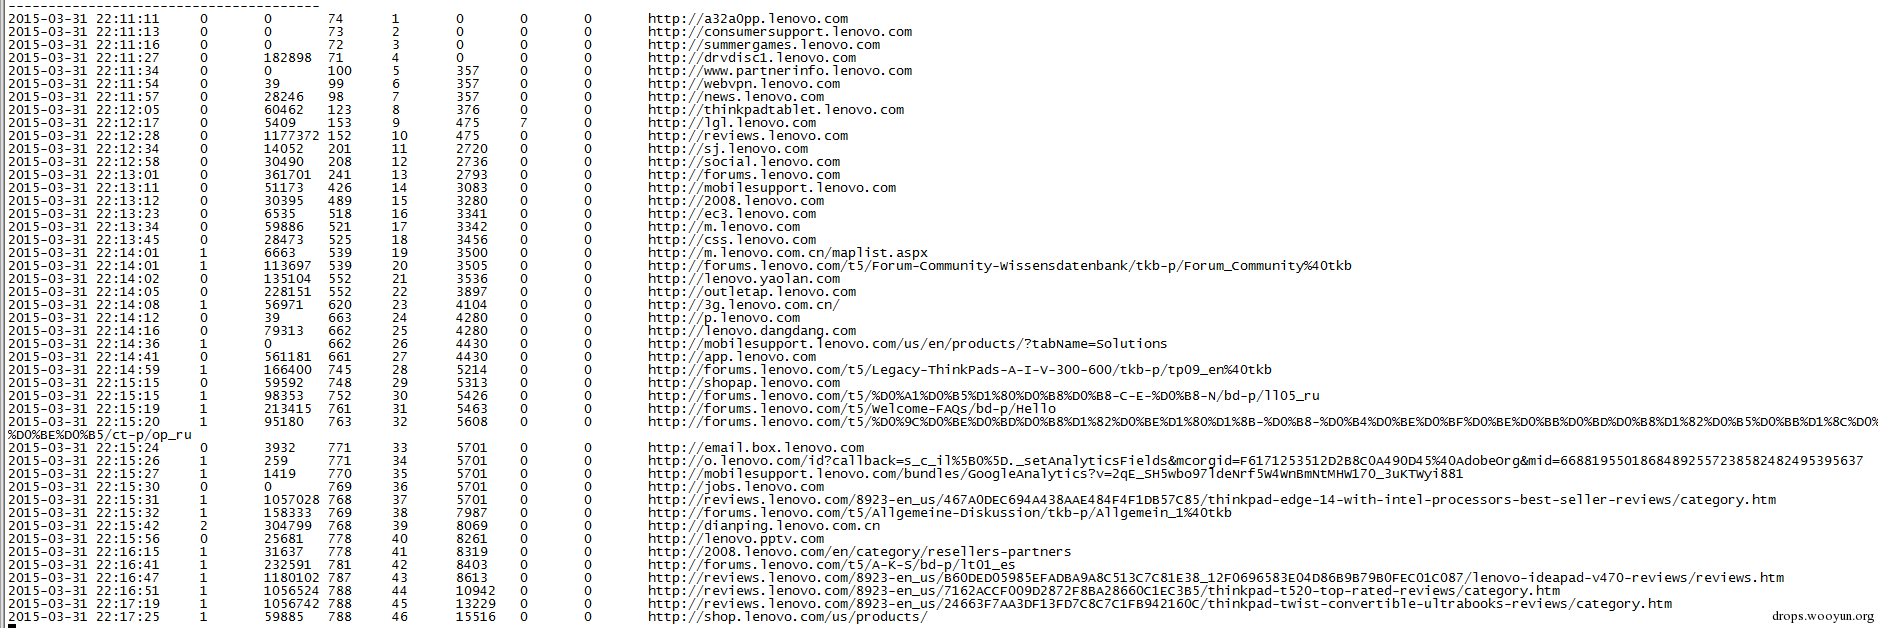 ---------------------------------------
2015-03-31 22:11:11 0 0 74 1 0 0 0 http://a32a0pp.lenovo.com
2015-03-31 22:11:13 0 0 73 2 0 0 0 http://consumersupport.lenovo.com
2015-03-31 22:11:16 0 0 72 3 0 0 0 http://summergames.lenovo.com
2015-03-31 22:11:27 0 182898 71 4 0 0 0 http://drvdisc1.lenovo.com
2015-03-31 22:11:34 0 0 100 5 357 0 0 http://www.partnerinfo.lenovo.com
2015-03-31 22:11:54 0 39 99 6 357 0 0 http://webvpn.lenovo.com
2015-03-31 22:11:57 0 28246 98 7 357 0 0 http://news.lenovo.com
2015-03-31 22:12:05 0 60462 123 8 376 0 0 http://thinkpadtablet.lenovo.com
2015-03-31 22:12:17 0 5409 153 9 475 7 0 http://lgl.lenovo.com
2015-03-31 22:12:28 0 1177372 152 10 475 0 0 http://reviews.lenovo.com
2015-03-31 22:12:34 0 14052 201 11 2720 0 0 http://sj.lenovo.com
2015-03-31 22:12:58 0 30490 208 12 2736 0 0 http://social.lenovo.com
2015-03-31 22:13:01 0 361701 241 13 2793 0 0 http://forums.lenovo.com
2015-03-31 22:13:11 0 51173 426 14 3083 0 0 http://mobilesupport.lenovo.com
2015-03-31 22:13:12 0 30395 489 15 3280 0 0 http://2008.lenovo.com
2015-03-31 22:13:23 0 6535 518 16 3341 0 0 http://ec3.lenovo.com
2015-03-31 22:13:34 0 59886 521 17 3342 0 0 http://m.lenovo.com
2015-03-31 22:13:45 0 28473 525 18 3456 0 0 http://css.lenovo.com
2015-03-31 22:14:01 1 6663 539 19 3500 0 0 http://m.lenovo.com.cn/maplist.aspx
2015-03-31 22:14:01 1 113697 539 20 3505 0 0 http://forums.lenovo.com/t5/Forum-Community-Wissensdatenbank/tkb-p/Forum_Community%40tkb
2015-03-31 22:14:02 0 135104 552 21 3536 0 0 http://lenovo.yaolan.com
2015-03-31 22:14:05 0 228151 552 22 3897 0 0 http://outletap.lenovo.com
2015-03-31 22:14:08 1 56971 620 23 4104 0 0 http://3g.lenovo.com.cn/
2015-03-31 22:14:12 0 39 663 24 4280 0 0 http://p.lenovo.com
2015-03-31 22:14:16 0 79313 662 25 4280 0 0 http://lenovo.dangdang.com
2015-03-31 22:14:36 1 0 662 26 4430 0 0 http://mobilesupport.lenovo.com/us/en/products/?tabName=Solutions
2015-03-31 22:14:41 0 561181 661 27 4430 0 0 http://app.lenovo.com
2015-03-31 22:14:59 1 166400 745 28 5214 0 0 http://forums.lenovo.com/t5/Legacy-ThinkPads-A-I-V-300-600/tkb-p/tp09_en%40tkb
2015-03-31 22:15:15 0 59592 748 29 5313 0 0 http://shopap.lenovo.com
2015-03-31 22:15:15 1 98353 752 30 5426 0 0 http://forums.lenovo.com/t5/%D0%A1%D0%B5%D1%80%D0%B8%D0%B8-C-E-%D0%B8-N/bd-p/ll05_ru
2015-03-31 22:15:19 1 213415 761 31 5463 0 0 http://forums.lenovo.com/t5/Welcome-FAQs/bd-p/Hello
2015-03-31 22:15:20 1 95180 763 32 5608 0 0 http://forums.lenovo.com/t5/%D0%9C%D0%BE%D0%BD%D0%B8%D1%82%D0%BE%D1%80%D1%8B-%D0%B8-%D0%B4%D0%BE%D0%BF%D0%BE%D0%BB%D0%BD%D0%B8%D1%82%D0%B5%D0%BB%D1%8C%D0%
%D0%BE%D0%B5/ct-p/op_ru
2015-03-31 22:15:24 0 3932 771 33 5701 0 0 http://email.box.lenovo.com
2015-03-31 22:15:26 1 259 771 34 5701 0 0 http://o.lenovo.com/id?callback=s_c_il%5B0%5D._setAnalyticsFields&mcorgid=F6171253512D2B8C0A490D45%40AdobeOrg&mid=66881955018684892557238582482495395637
2015-03-31 22:15:27 1 1419 770 35 5701 0 0 http://mobilesupport.lenovo.com/bundles/GoogleAnalytics?v=2qE_SH5wbo97ldeNrf5W4WnBmNtMHW17O_3uKTWyi881
2015-03-31 22:15:30 0 0 769 36 5701 0 0 http://jobs.lenovo.com
2015-03-31 22:15:31 1 1057028 768 37 5701 0 0 http://reviews.lenovo.com/8923-en_us/467A0DEC694A438AAE484F4F1DB57C85/thinkpad-edge-14-with-intel-processors-best-seller-reviews/category.htm
2015-03-31 22:15:32 1 158333 769 38 7987 0 0 http://forums.lenovo.com/t5/Allgemeine-Diskussion/tkb-p/Allgemein_1%40tkb
2015-03-31 22:15:42 2 304799 768 39 8069 0 0 http://dianping.lenovo.com.cn
2015-03-31 22:15:56 0 25681 778 40 8261 0 0 http://lenovo.pptv.com
2015-03-31 22:16:15 1 31637 778 41 8319 0 0 http://2008.lenovo.com/en/category/resellers-partners
2015-03-31 22:16:41 1 232591 781 42 8403 0 0 http://forums.lenovo.com/t5/A-K-S/bd-p/lt01_es
2015-03-31 22:16:47 1 1180102 787 43 8613 0 0 http://reviews.lenovo.com/8923-en_us/B60DED05985EFADBA9A8C513C7C81E38_12F0696583E04D86B9B79B0FEC01C087/lenovo-ideapad-v470-reviews/reviews.htm
2015-03-31 22:16:51 1 1056524 788 44 10942 0 0 http://reviews.lenovo.com/8923-en_us/7162ACCF009D2872F8BA28660C1EC3B5/thinkpad-t520-top-rated-reviews/category.htm
2015-03-31 22:17:19 1 1056742 788 45 13229 0 0 http://reviews.lenovo.com/8923-en_us/24663F7AA3DF13FD7C8C7C1FB942160C/thinkpad-twist-convertible-ultrabooks-reviews/category.htm
2015-03-31 22:17:25 1 59885 788 46 15516 0 0 http://shop.lenovo.com/us/products/
drops.wooyun.org